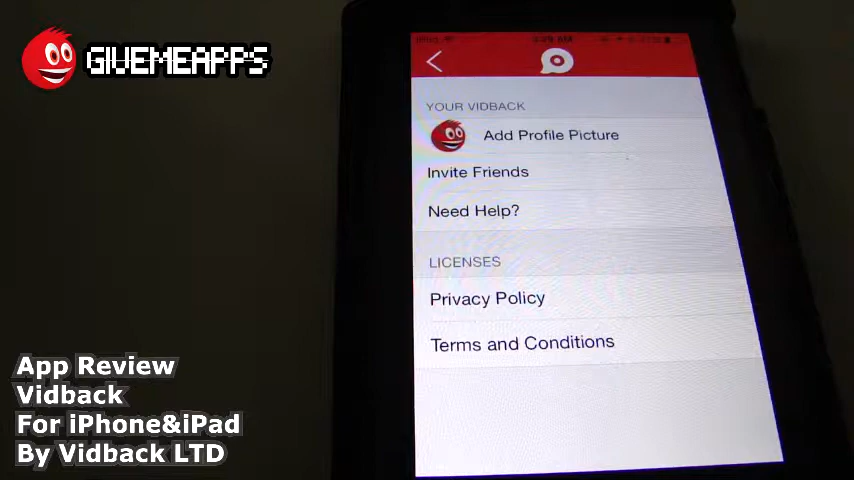 GIVEMEAPPS
YOUR VIDBACK
Add Profile Picture
Invite Friends
Need Help?
LICENSES
Privacy Policy
Terms and Conditions
App Review
Vidback
For iPhone&iPad
By Vidback LTD